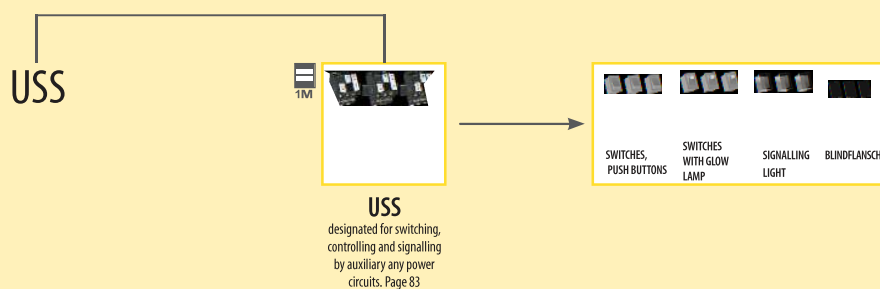 USS
1M
USS
designated for switching,
controlling and signalling
by auxiliary any power
circuits. Page 83
SWITCHES,
PUSH BUTTONS
SWITCHES
WITH GLOW
LAMP
SIGNALLING
LIGHT
BLINDFLANSCH